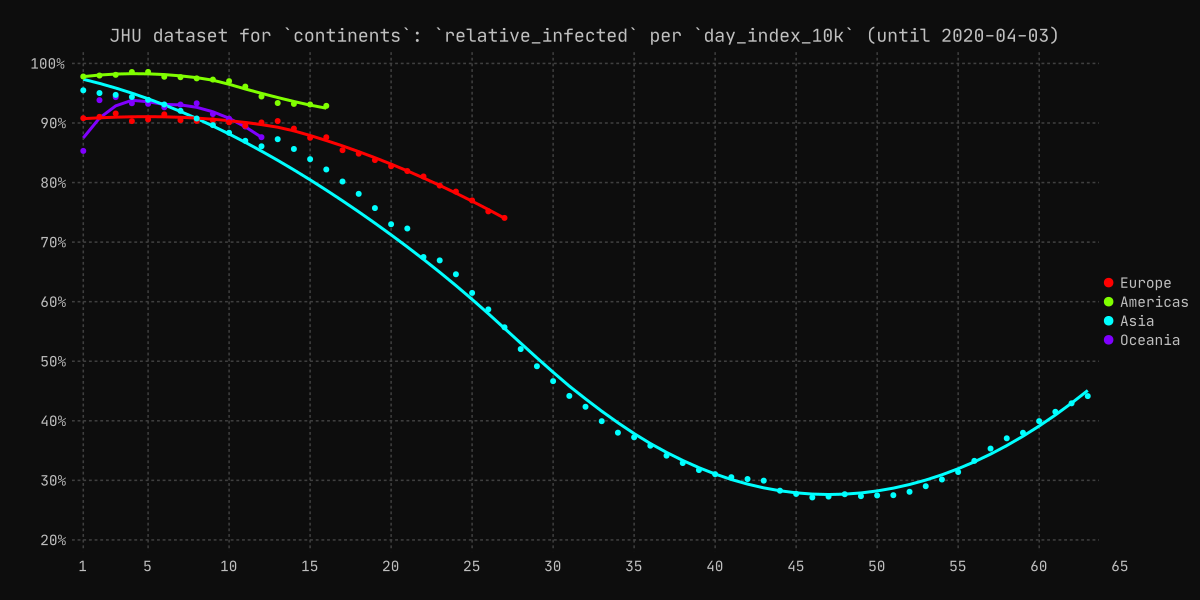 JHU dataset for `continents`: `relative_infected` per `day_index_10k` (until 2020-04-03)
100%
90%
80%
70%
60%
50%
40%
30%
20%
1 5 10 15 20 25 30 35 40 45 50 55 60 65
Europe
Americas
Asia
Oceania